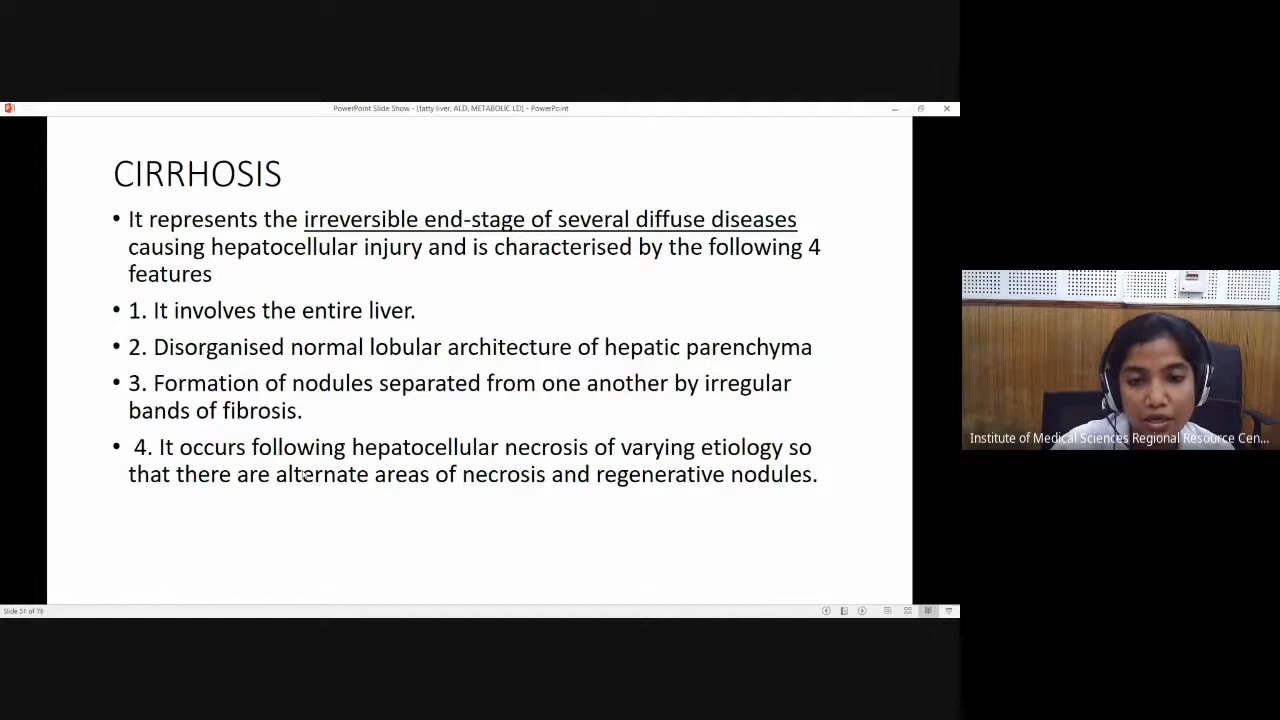 PowerPoint Slide Show - [fatty liver, ALD, METABOLIC LD] - PowerPoint
CIRRHOSIS
• It represents the irreversible end-stage of several diffuse diseases
causing hepatocellular injury and is characterised by the following 4
features
• 1. It involves the entire liver.
• 2. Disorganised normal lobular architecture of hepatic parenchyma
• 3. Formation of nodules separated from one another by irregular
bands of fibrosis.
• 4. It occurs following hepatocellular necrosis of varying etiology so
that there are alternate areas of necrosis and regenerative nodules.
Institute of Medical Sciences Regional Resource Cen...
Slide 51 of 76